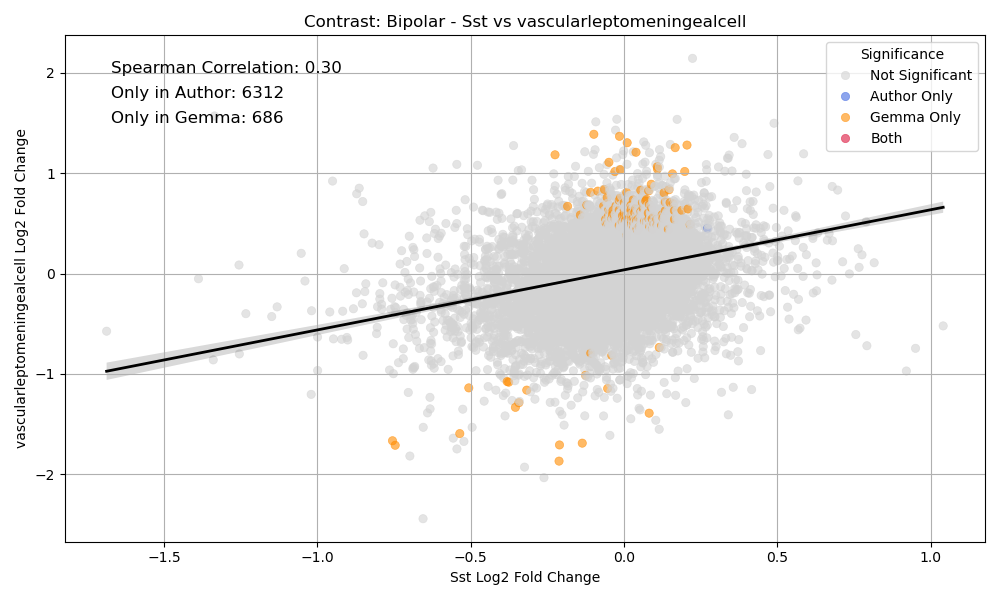 Contrast: Bipolar - Sst vs vascularleptomeningealcell
Spearman Correlation: 0.30
Only in Author: 6312
Only in Gemma: 686
Significance
Not Significant
Author Only
Gemma Only
Both
vascularleptomeningealcell Log2 Fold Change
2
1
0
−1
−2
−1.5
−1.0
−0.5
0.0
0.5
1.0
Sst Log2 Fold Change